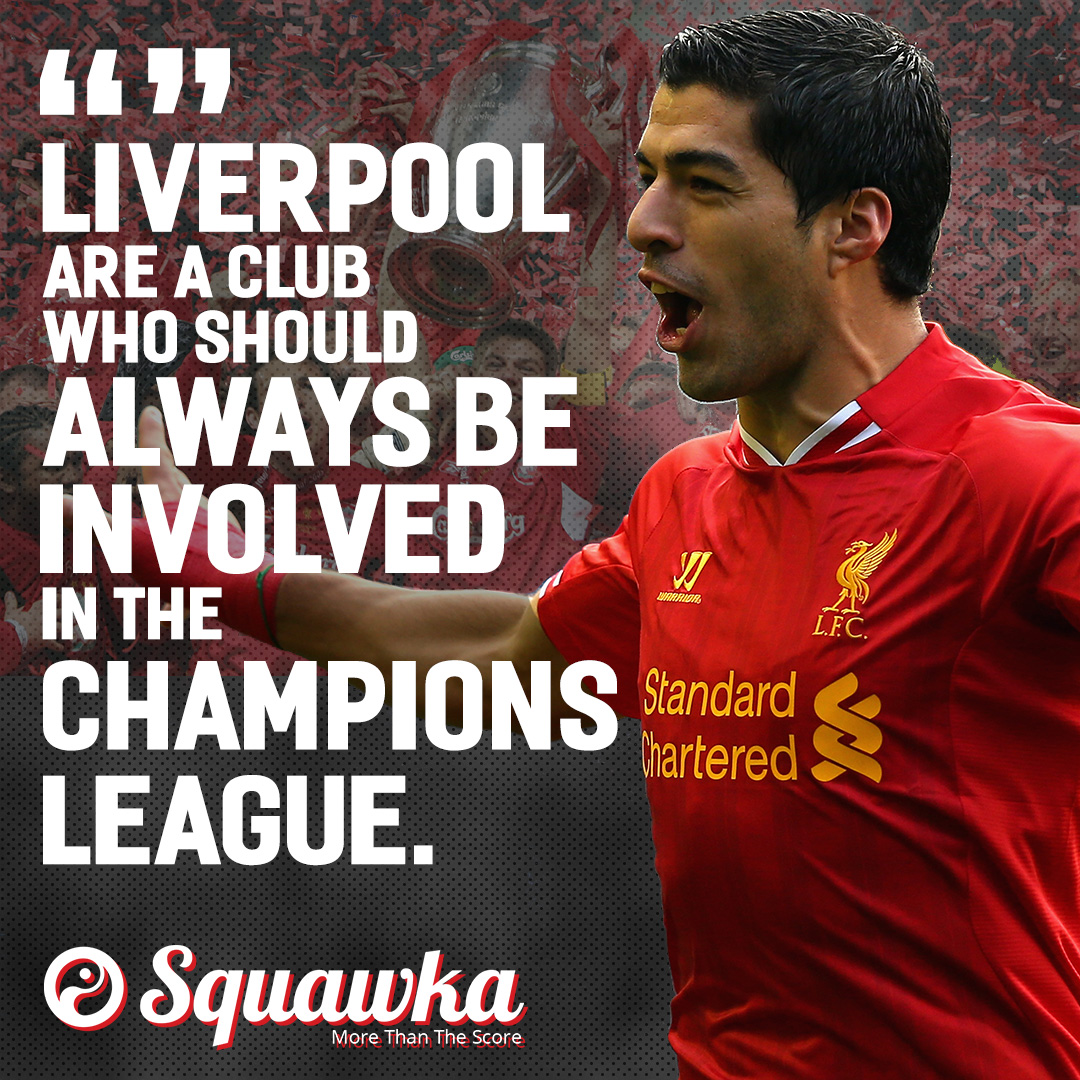 “”
LIVERPOOL
ARE A CLUB
WHO SHOULD
ALWAYS BE
INVOLVED
IN THE
CHAMPIONS
LEAGUE.
WARRIOR
L.F.C.
Standard
Chartered
Squawka
More Than The Score